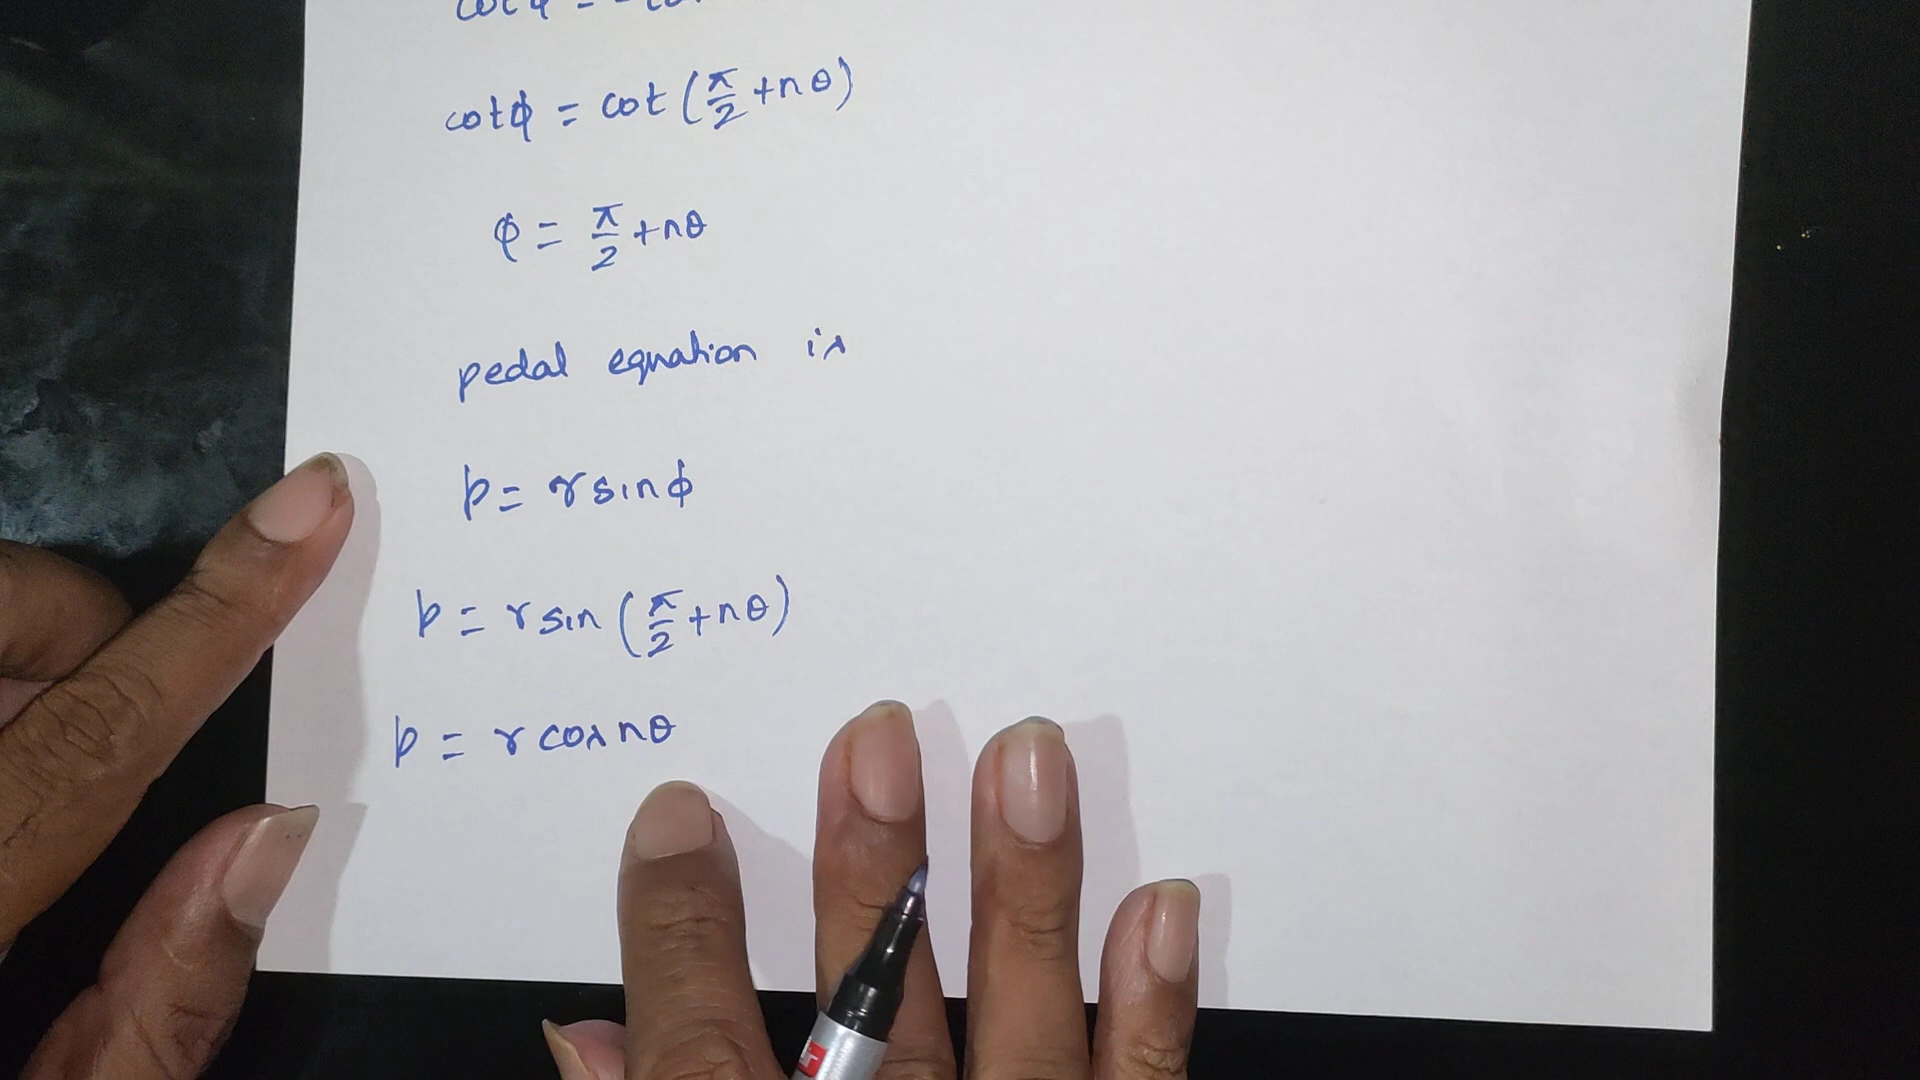 cotφ = cot (π/2 + nθ)
φ = π/2 + nθ
pedal equation is
p = r sinφ
p = r sin (π/2 + nθ)
p = r cos nθ